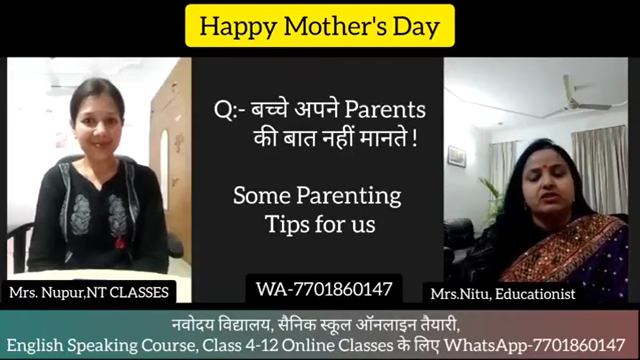 Happy Mother's Day
Q:- बच्चे अपने Parents
की बात नहीं मानते !
Some Parenting
Tips for us
Mrs. Nupur,NT CLASSES
WA-7701860147
Mrs.Nitu, Educationist
नवोदय विद्यालय, सैनिक स्कूल ऑनलाइन तैयारी,
English Speaking Course, Class 4-12 Online Classes के लिए WhatsApp-7701860147